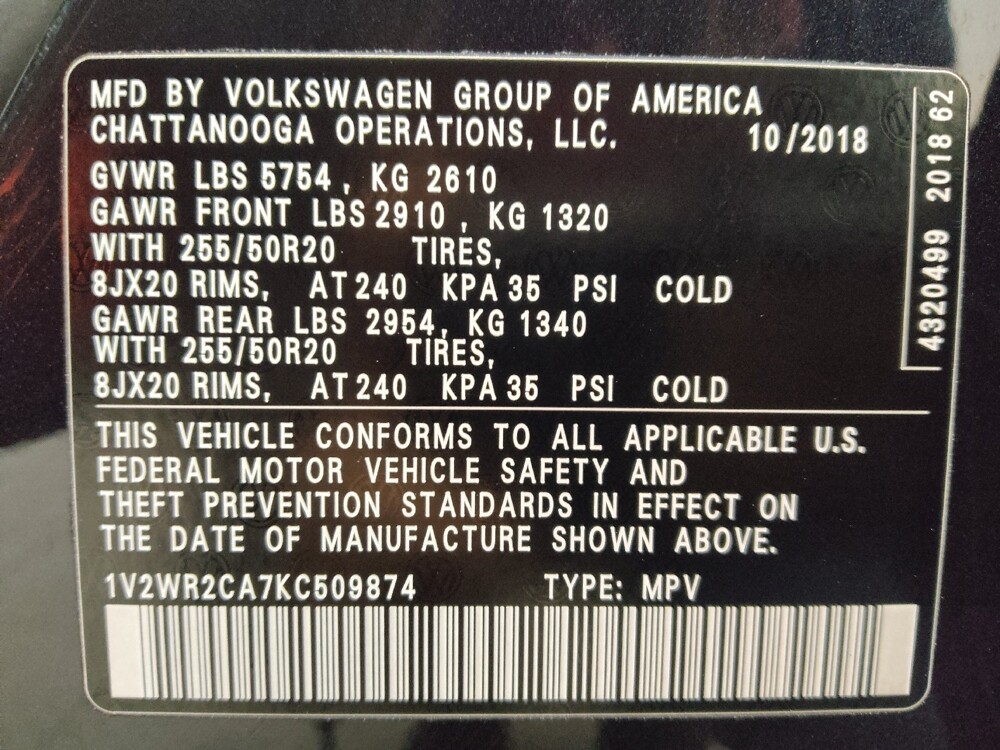 MFD BY VOLKSWAGEN GROUP OF AMERICA
CHATTANOOGA OPERATIONS, LLC. 10/2018
GVWR LBS 5754, KG 2610
GAWR FRONT LBS 2910, KG 1320
WITH 255/50R20 TIRES,
8JX20 RIMS, AT 240 KPA 35 PSI COLD
GAWR REAR LBS 2954, KG 1340
WITH 255/50R20 TIRES,
8JX20 RIMS, AT 240 KPA 35 PSI COLD
THIS VEHICLE CONFORMS TO ALL APPLICABLE U.S.
FEDERAL MOTOR VEHICLE SAFETY AND
THEFT PREVENTION STANDARDS IN EFFECT ON
THE DATE OF MANUFACTURE SHOWN ABOVE.
1V2WR2CA7KC509874 TYPE: MPV
4320499 2018 62